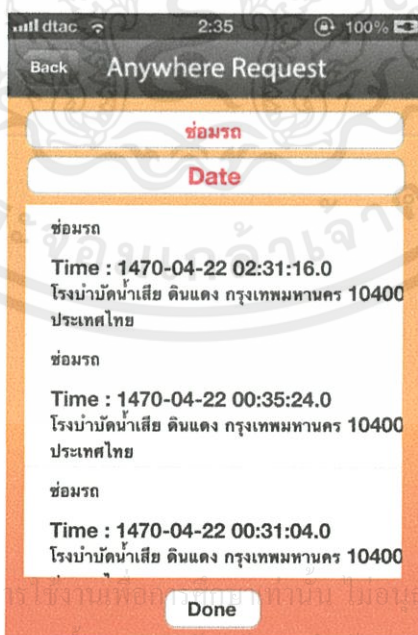 dtac 2:35 100%
Back Anywhere Request
ซ่อมรถ
Date
ซ่อมรถ
Time : 1470-04-22 02:31:16.0
โรงบำบัดน้ำเสีย ดินแดง กรุงเทพมหานคร 10400
ประเทศไทย
ซ่อมรถ
Time : 1470-04-22 00:35:24.0
โรงบำบัดน้ำเสีย ดินแดง กรุงเทพมหานคร 10400
ประเทศไทย
ซ่อมรถ
Time : 1470-04-22 00:31:04.0
โรงบำบัดน้ำเสีย ดินแดง กรุงเทพมหานคร 10400
Done